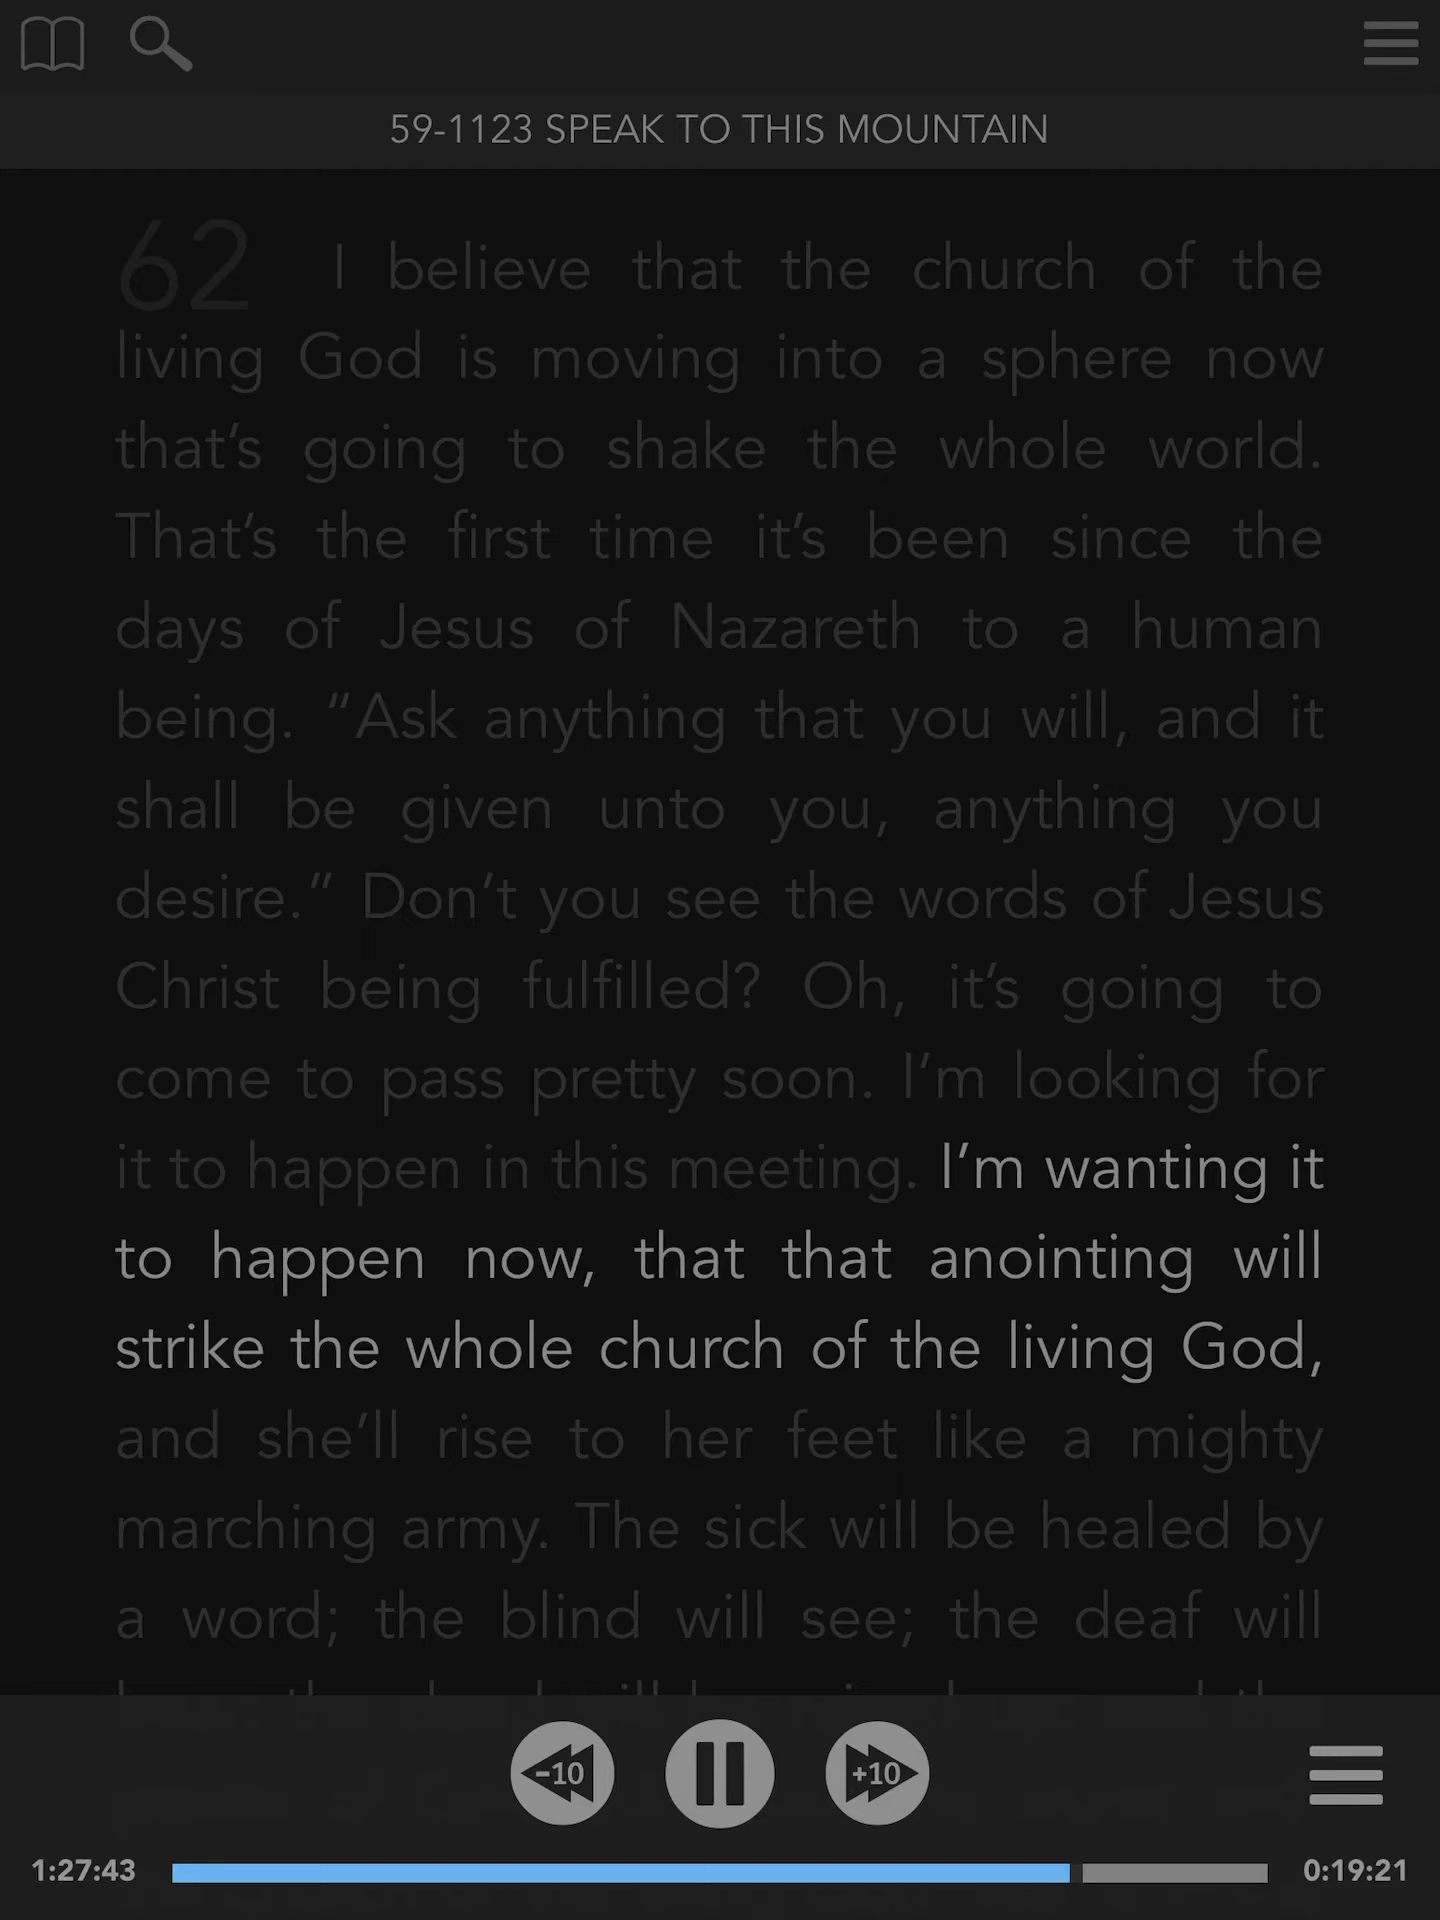 59-1123 SPEAK TO THIS MOUNTAIN
62 I believe that the church of the
living God is moving into a sphere now
that’s going to shake the whole world.
That’s the first time it’s been since the
days of Jesus of Nazareth to a human
being. “Ask anything that you will, and it
shall be given unto you, anything you
desire.” Don’t you see the words of Jesus
Christ being fulfilled? Oh, it’s going to
come to pass pretty soon. I’m looking for
it to happen in this meeting. I’m wanting it
to happen now, that that anointing will
strike the whole church of the living God,
and she’ll rise to her feet like a mighty
marching army. The sick will be healed by
a word; the blind will see; the deaf will
-10 +10
1:27:43 0:19:21